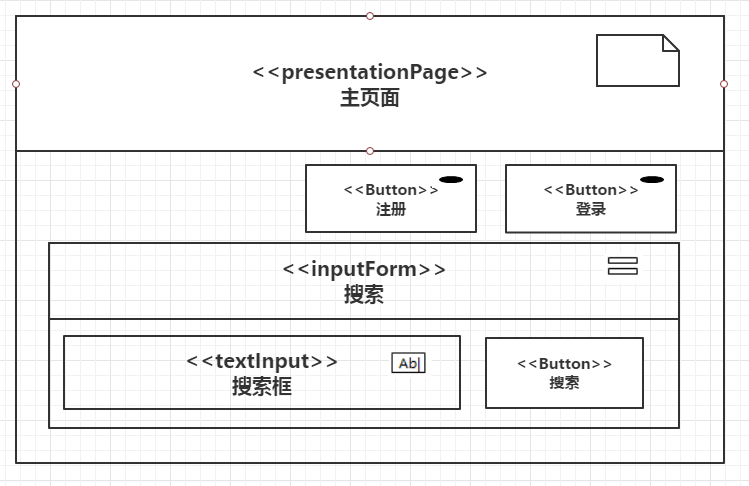 <<presentationPage>>
主页面
<<Button>>
注册
<<Button>>
登录
<<inputForm>>
搜索
<<textInput>>
搜索框
Ab|
<<Button>>
搜索